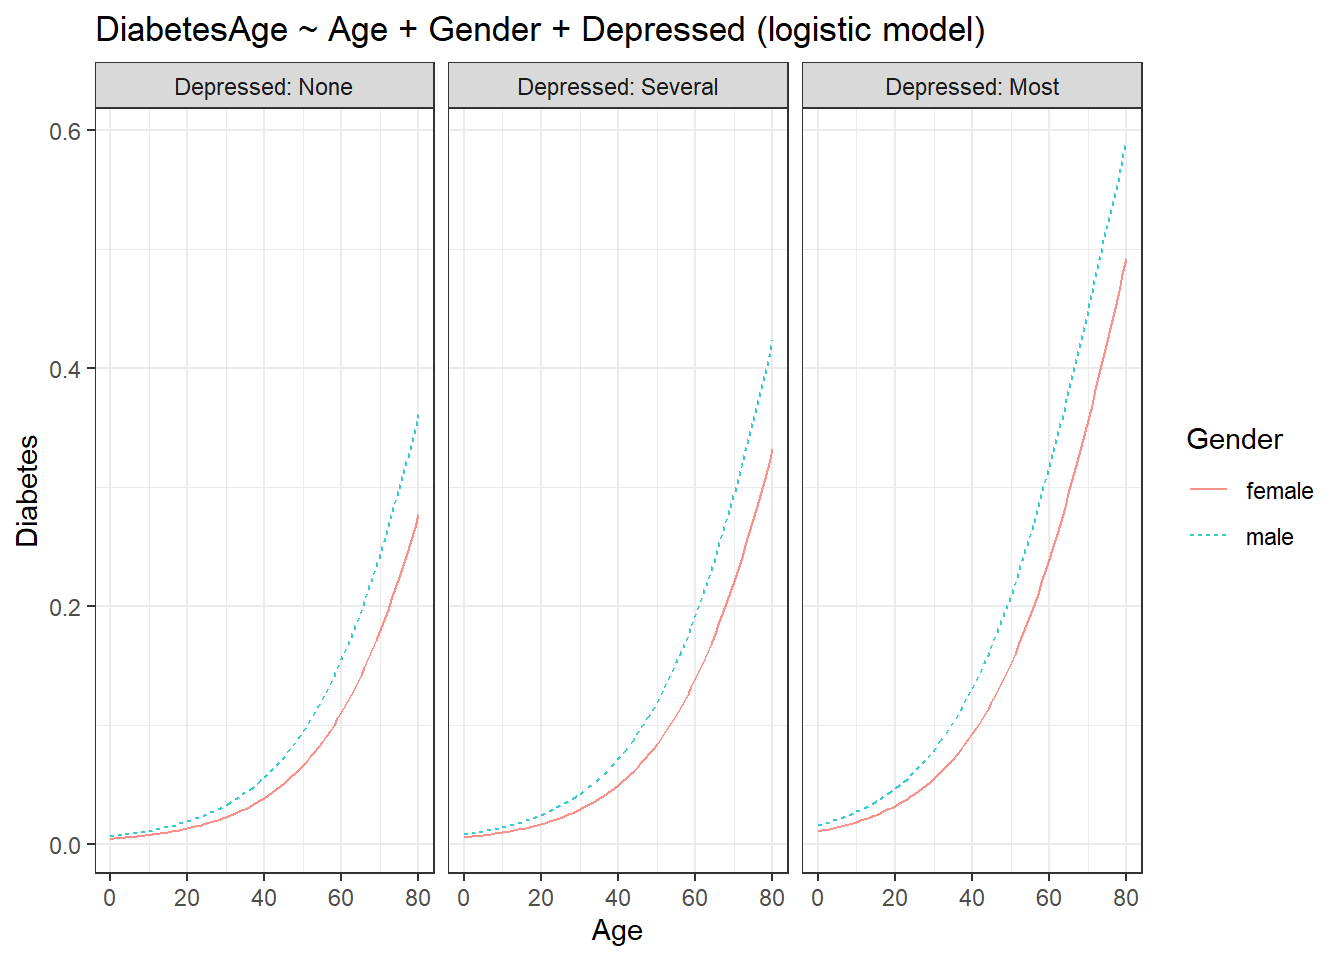 DiabetesAge ~ Age + Gender + Depressed (logistic model)
Depressed: None
Depressed: Several
Depressed: Most
0.6
0.4
0.2
0.0
Diabetes
0 20 40 60 80
0 20 40 60 80
0 20 40 60 80
Age
Gender
female
male